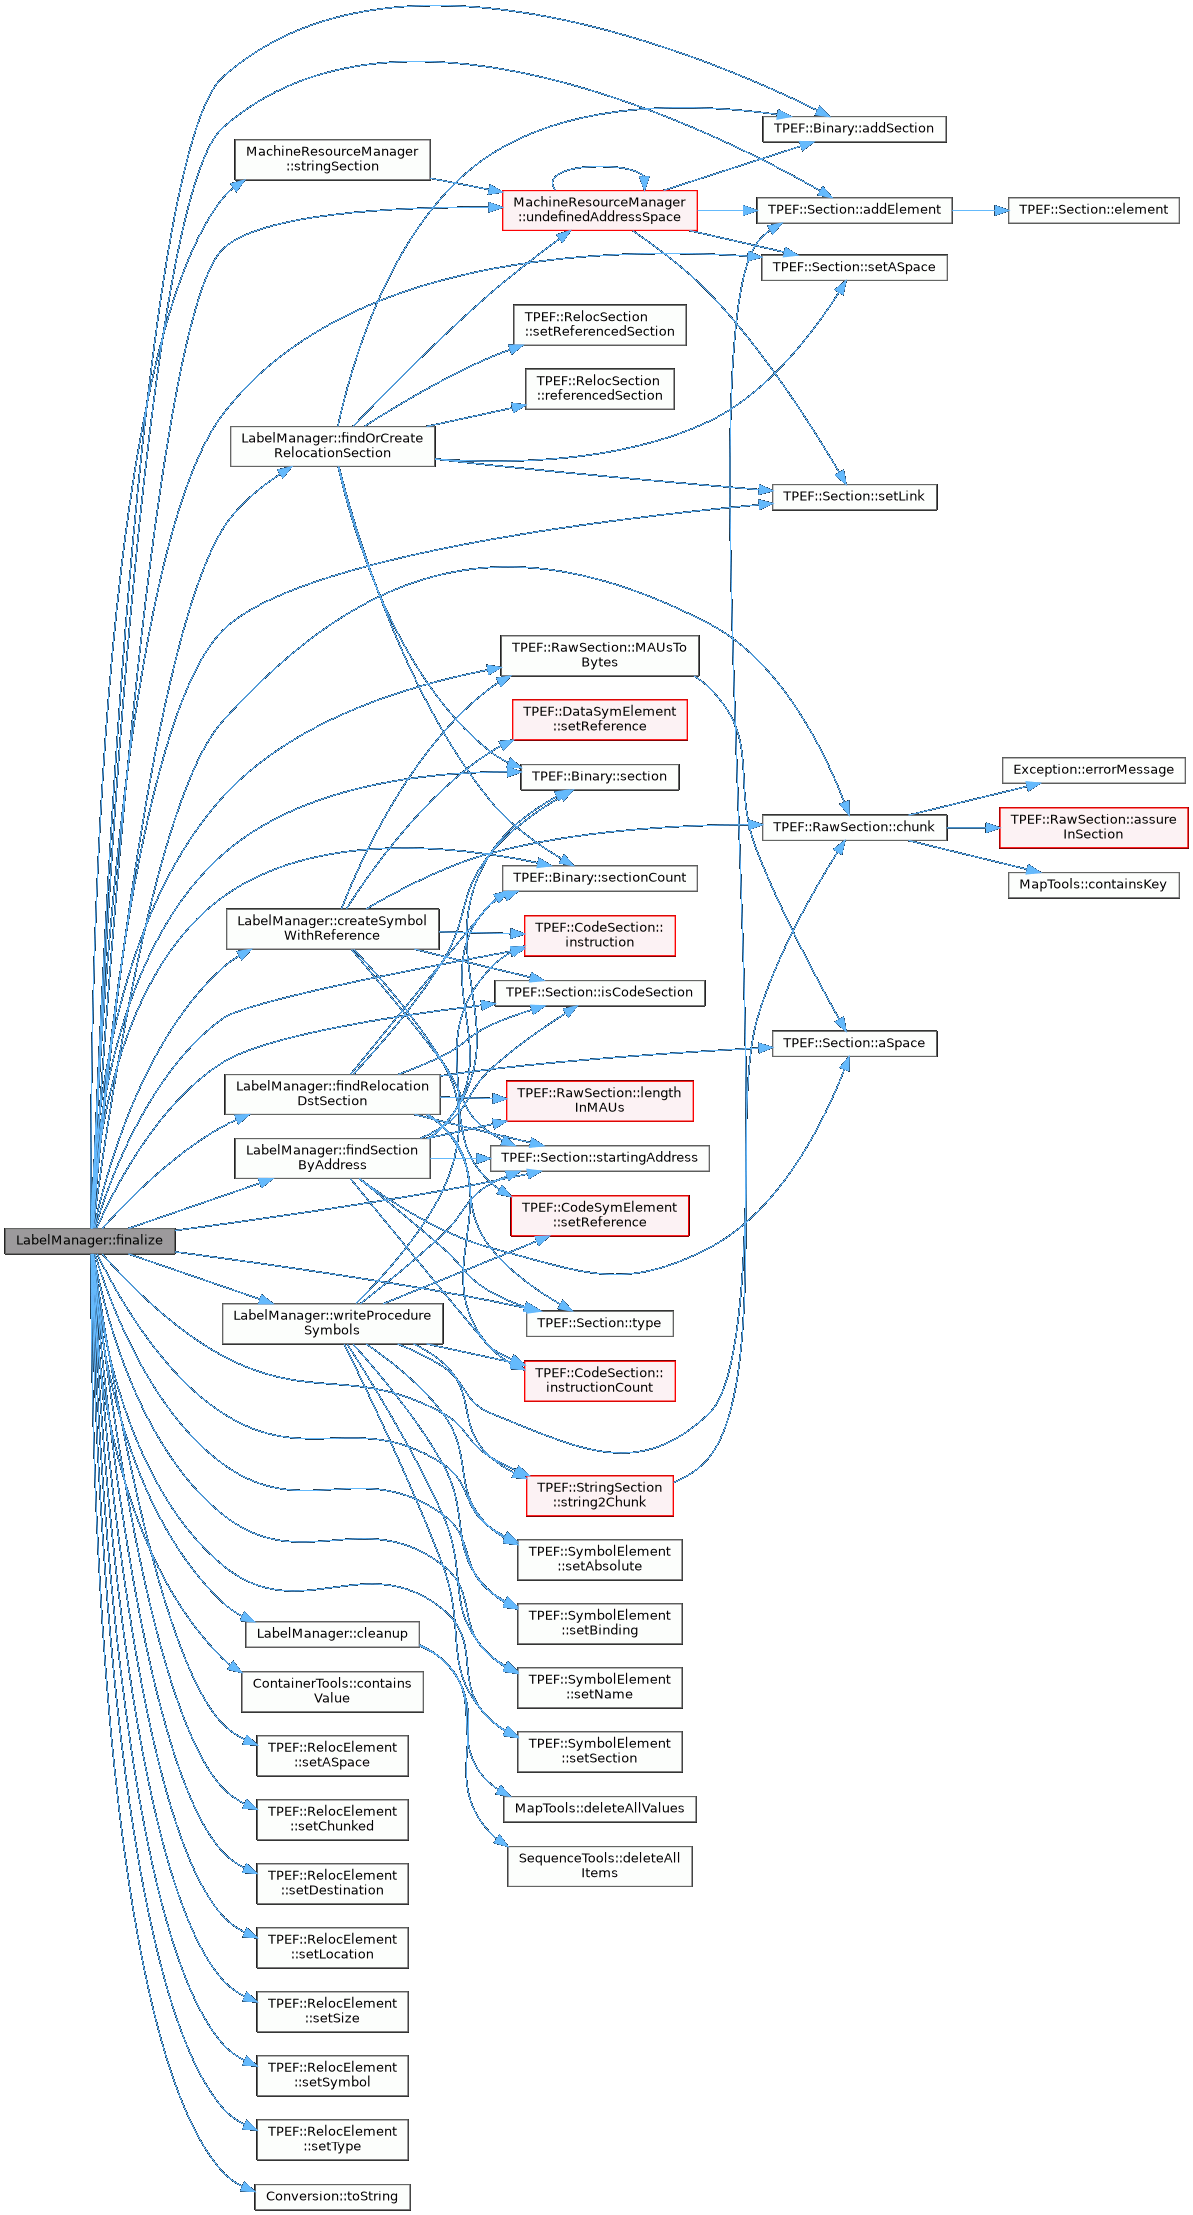 LabelManager::finalize
MachineResourceManager
::stringSection
LabelManager::findOrCreate
RelocationSection
LabelManager::createSymbol
WithReference
LabelManager::findRelocation
DstSection
LabelManager::findSection
ByAddress
LabelManager::writeProcedure
Symbols
LabelManager::cleanup
ContainerTools::contains
Value
TPEF::RelocElement
::setASpace
TPEF::RelocElement
::setChunked
TPEF::RelocElement
::setDestination
TPEF::RelocElement
::setLocation
TPEF::RelocElement
::setSize
TPEF::RelocElement
::setSymbol
TPEF::RelocElement
::setType
Conversion::toString
MachineResourceManager
::undefinedAddressSpace
TPEF::RelocSection
::setReferencedSection
TPEF::RelocSection
::referencedSection
TPEF::RawSection::MAUsTo
Bytes
TPEF::DataSymElement
::setReference
TPEF::Binary::section
TPEF::Binary::sectionCount
TPEF::CodeSection::
instruction
TPEF::Section::isCodeSection
TPEF::RawSection::length
InMAUs
TPEF::Section::startingAddress
TPEF::CodeSymElement
::setReference
TPEF::Section::type
TPEF::CodeSection::
instructionCount
TPEF::StringSection
::string2Chunk
TPEF::SymbolElement
::setAbsolute
TPEF::SymbolElement
::setBinding
TPEF::SymbolElement
::setName
TPEF::SymbolElement
::setSection
MapTools::deleteAllValues
SequenceTools::deleteAll
Items
TPEF::Binary::addSection
TPEF::Section::addElement
TPEF::Section::setASpace
TPEF::Section::setLink
TPEF::RawSection::chunk
TPEF::Section::aSpace
TPEF::Section::element
Exception::errorMessage
TPEF::RawSection::assure
InSection
MapTools::containsKey